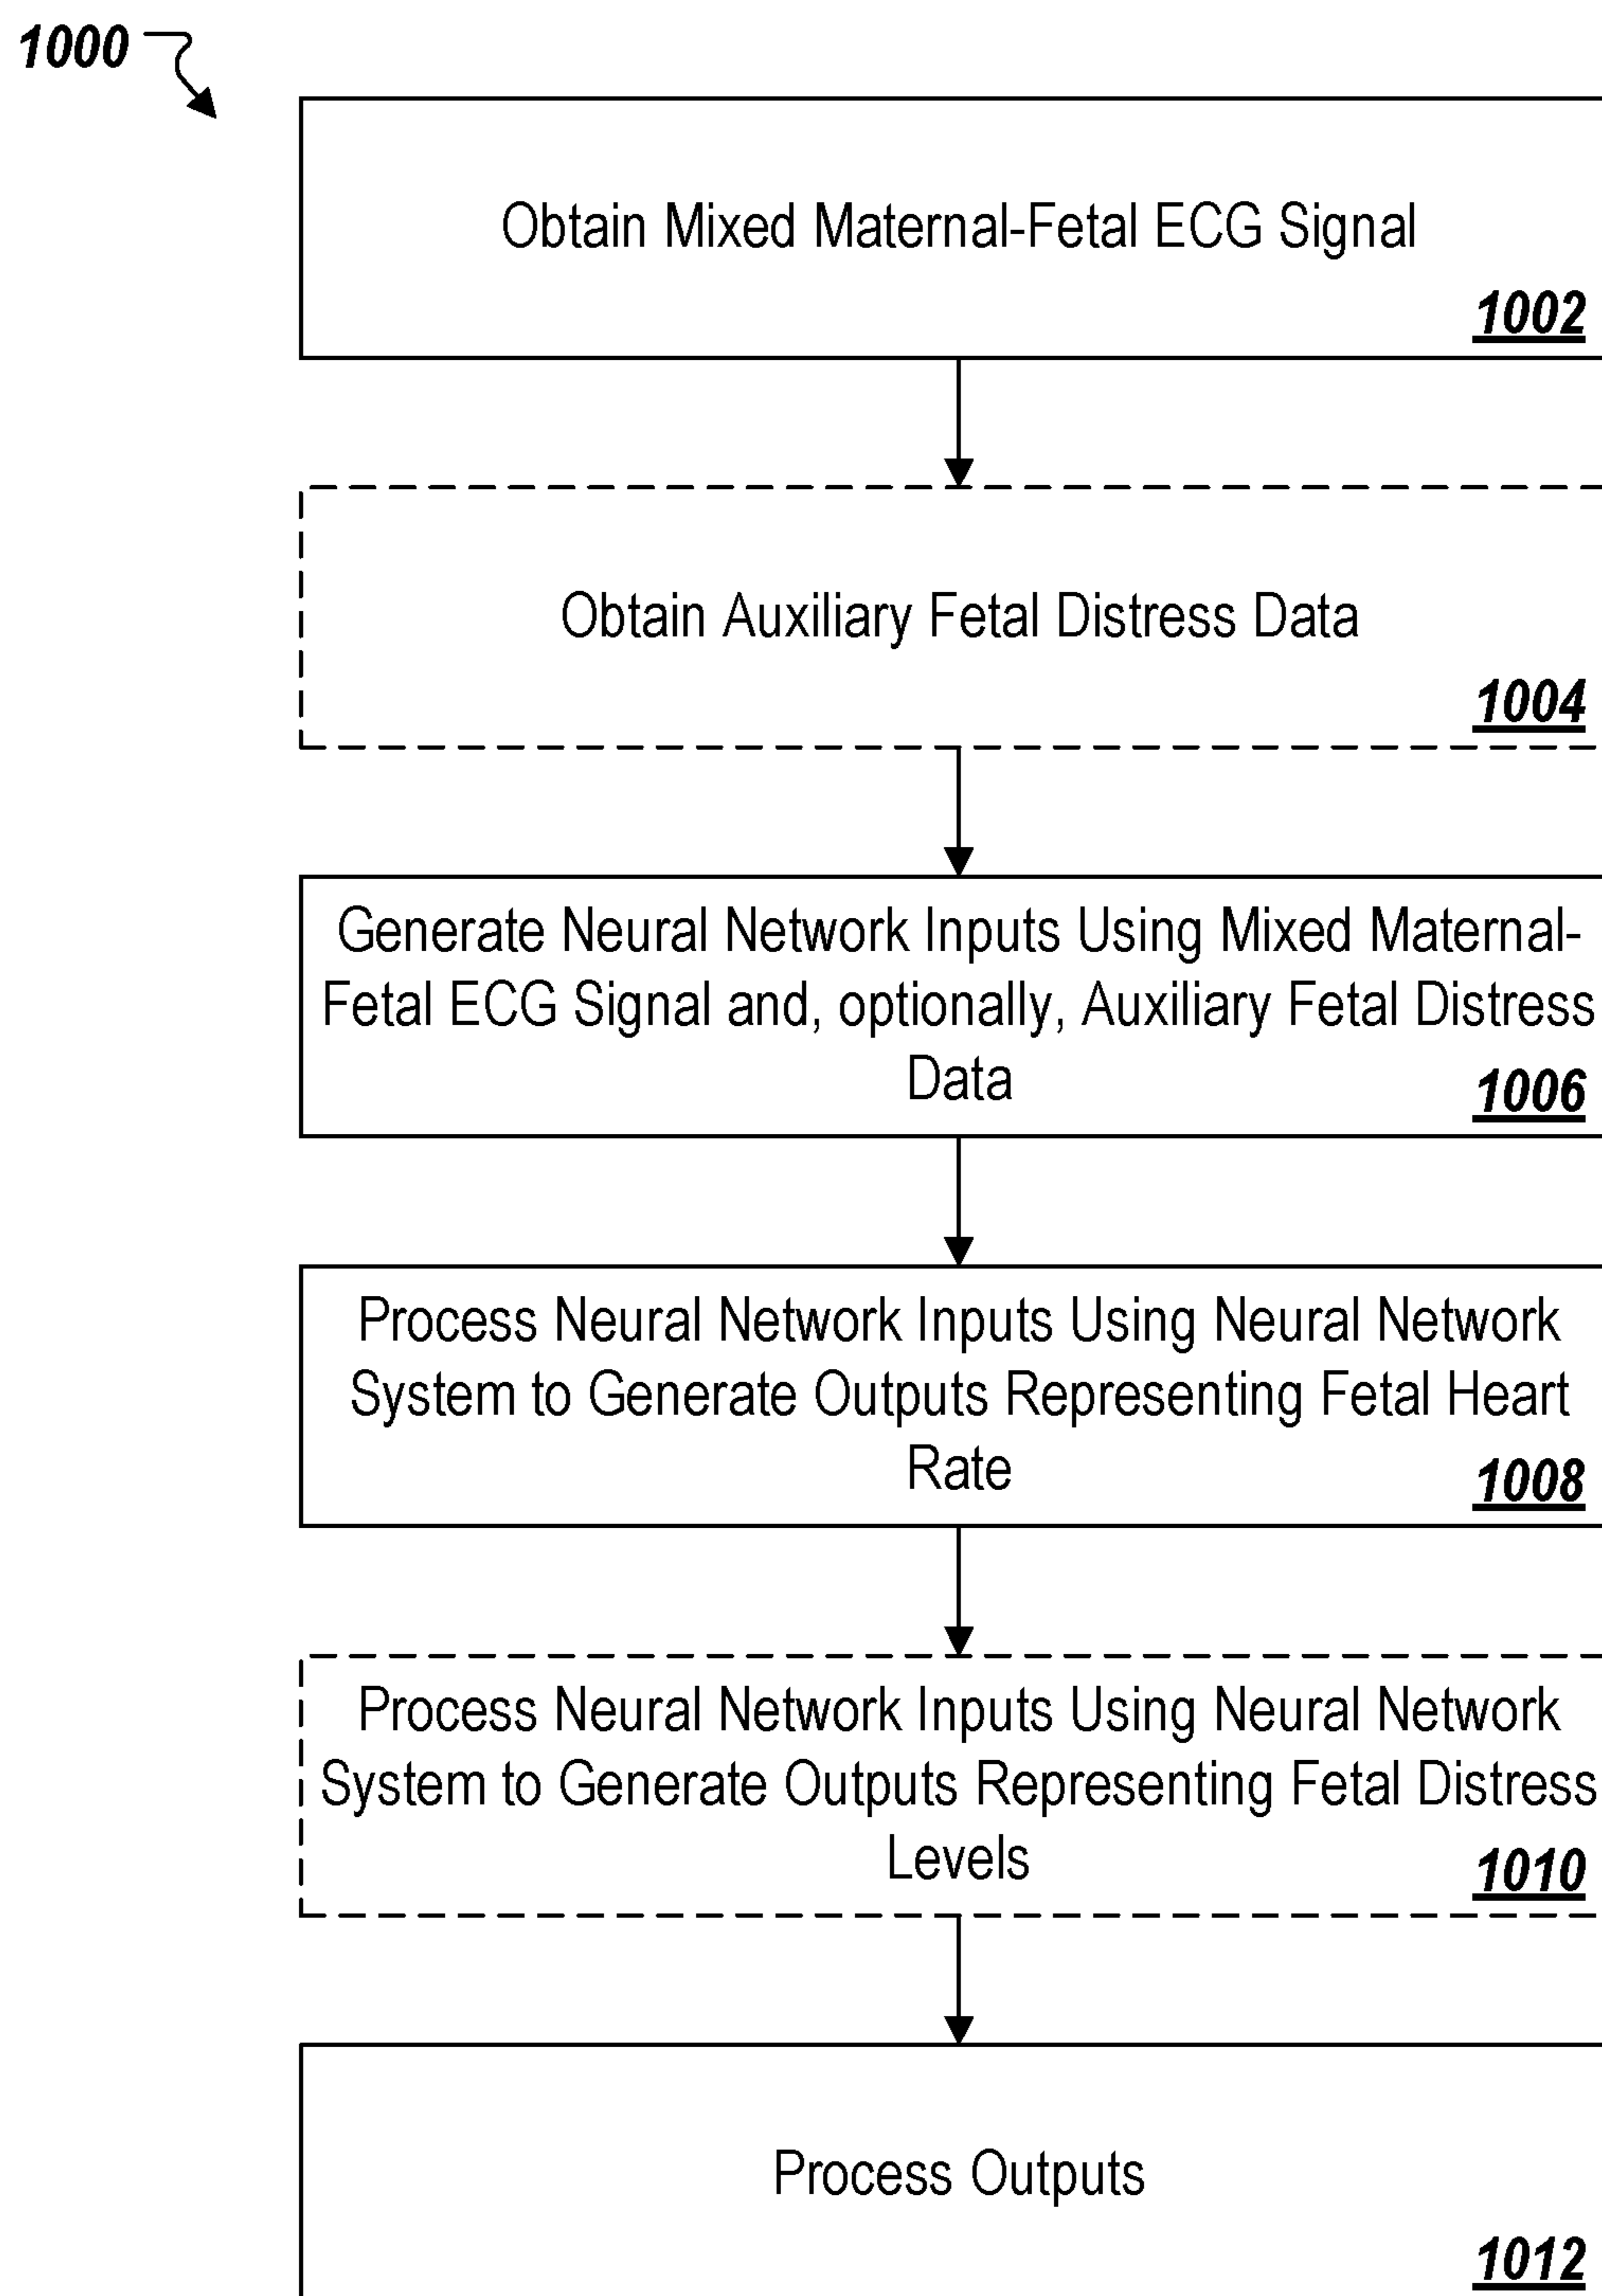 1000
Obtain Mixed Maternal-Fetal ECG Signal
1002
Obtain Auxiliary Fetal Distress Data
1004
Generate Neural Network Inputs Using Mixed Maternal-
Fetal ECG Signal and, optionally, Auxiliary Fetal Distress
Data
1006
Process Neural Network Inputs Using Neural Network
System to Generate Outputs Representing Fetal Heart
Rate
1008
Process Neural Network Inputs Using Neural Network
System to Generate Outputs Representing Fetal Distress
Levels
1010
Process Outputs
1012